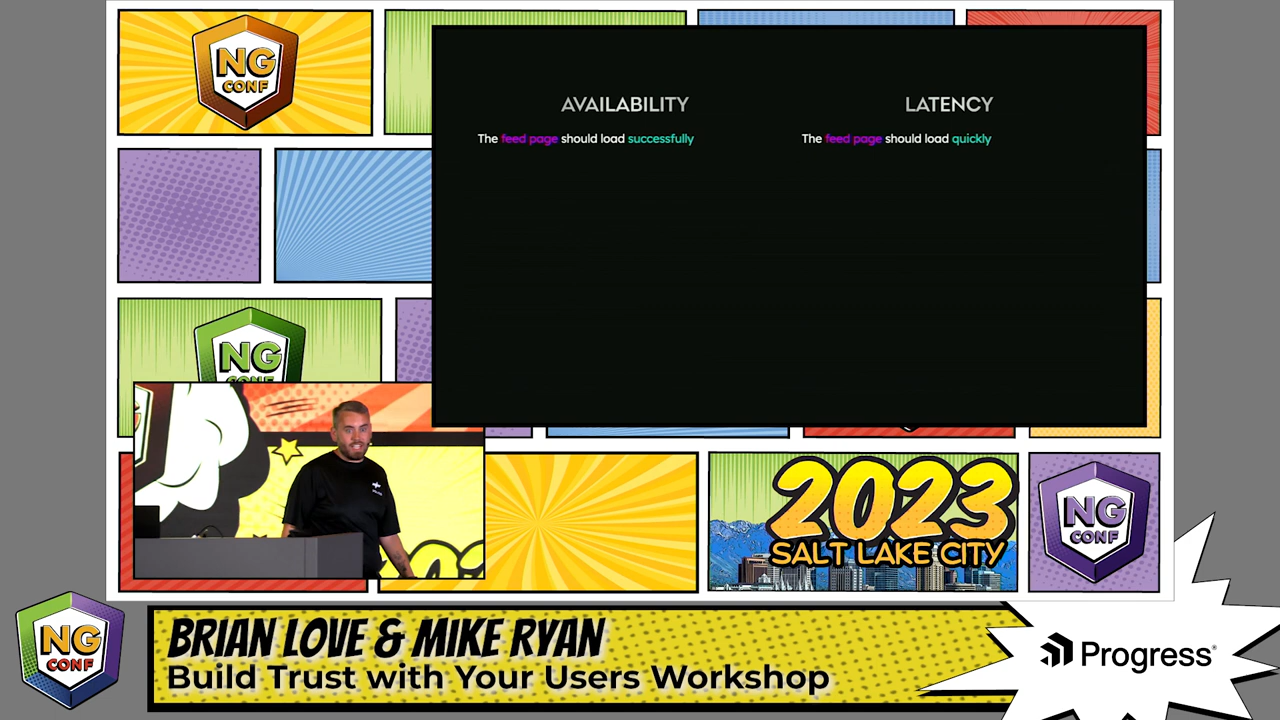 NG
CONF
AVAILABILITY
The feed page should load successfully
LATENCY
The feed page should load quickly
NG
CONF
2023
SALT LAKE CITY
NG
CONF
NG
CONF
BRIAN LOVE & MIKE RYAN
Build Trust with Your Users Workshop
Progress